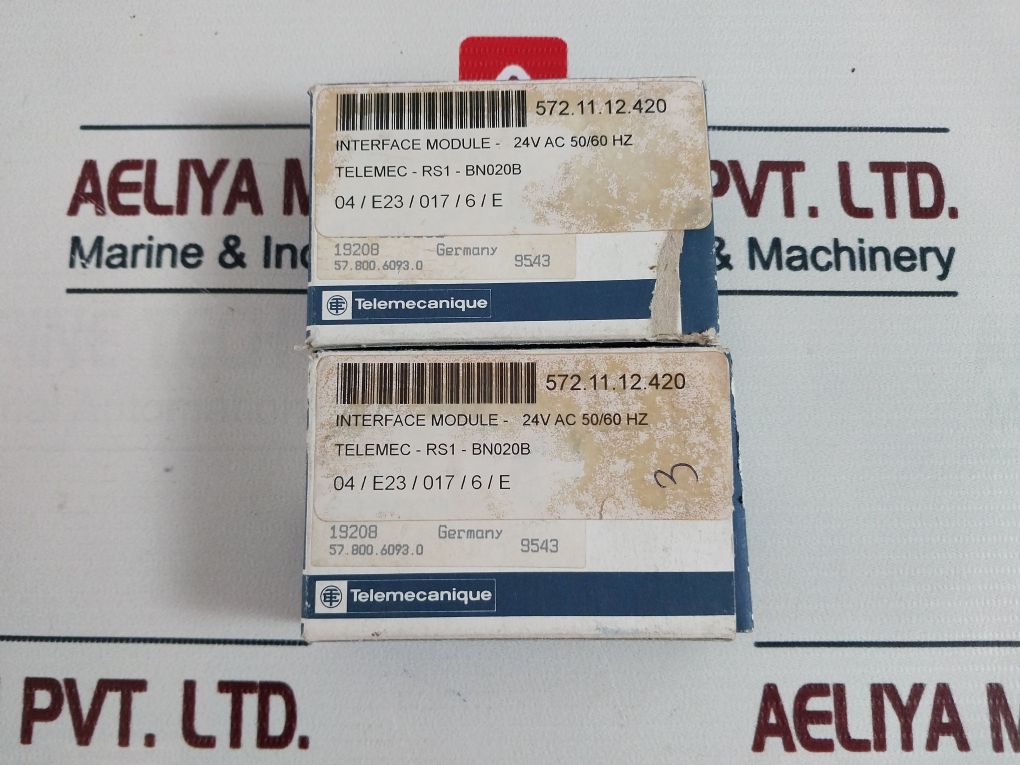 572.11.12.420
INTERFACE MODULE - 24V AC 50/60 HZ
TELEMEC - RS1 - BN020B
04 / E23 / 017 / 6 / E
AELIYA M PVT. LTD.
Marine & Ind & Machinery
19208 Germany 9543
57.800.6093.0
Telemecanique
572.11.12.420
INTERFACE MODULE - 24V AC 50/60 HZ
TELEMEC - RS1 - BN020B
04 / E23 / 017 / 6 / E
3
19208 Germany 9543
57.800.6093.0
Telemecanique
PVT. LTD. AELIYA M